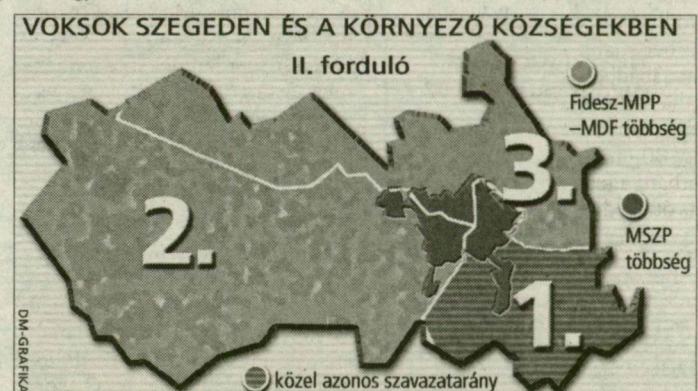 VOKSOK SZEGEDEN ÉS A KÖRNYEZŐ KÖZSÉGEKBEN
II. forduló
Fidesz-MPP
–MDF többség
3.
2.
MSZP
többség
1.
közel azonos szavazatarány
DM-GRAFIKA